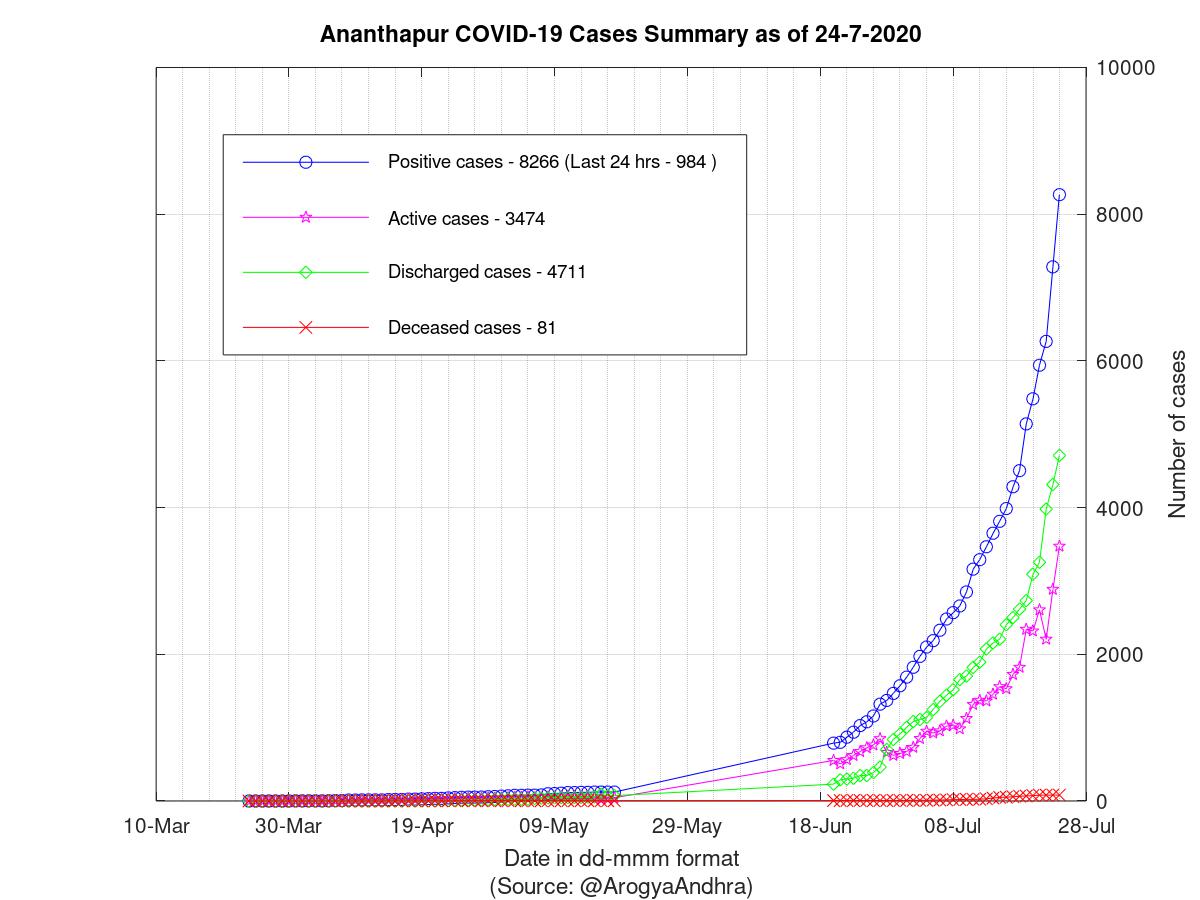 Ananthapur COVID-19 Cases Summary as of 24-7-2020
Positive cases - 8266 (Last 24 hrs - 984 )
Active cases - 3474
Discharged cases - 4711
Deceased cases - 81
10000
8000
6000
4000
2000
0
Number of cases
10-Mar 30-Mar 19-Apr 09-May 29-May 18-Jun 08-Jul 28-Jul
Date in dd-mmm format
(Source: @ArogyaAndhra)